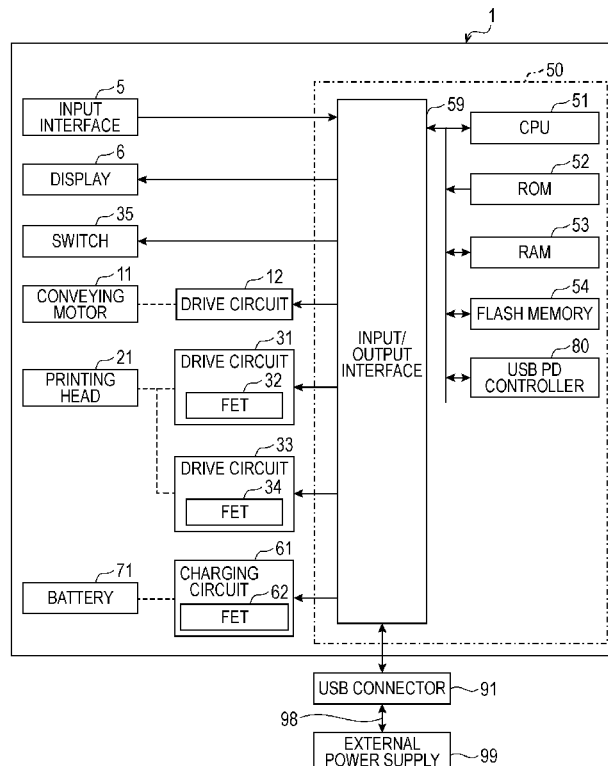 1
50
5
INPUT
INTERFACE
59
51
CPU
6
DISPLAY
52
ROM
35
SWITCH
53
RAM
11
CONVEYING
MOTOR
12
DRIVE CIRCUIT
54
FLASH MEMORY
INPUT/
OUTPUT
INTERFACE
21
PRINTING
HEAD
31
DRIVE CIRCUIT
32
FET
80
USB PD
CONTROLLER
33
DRIVE CIRCUIT
34
FET
71
BATTERY
61
CHARGING
CIRCUIT
62
FET
USB CONNECTOR
91
98
EXTERNAL
POWER SUPPLY
99